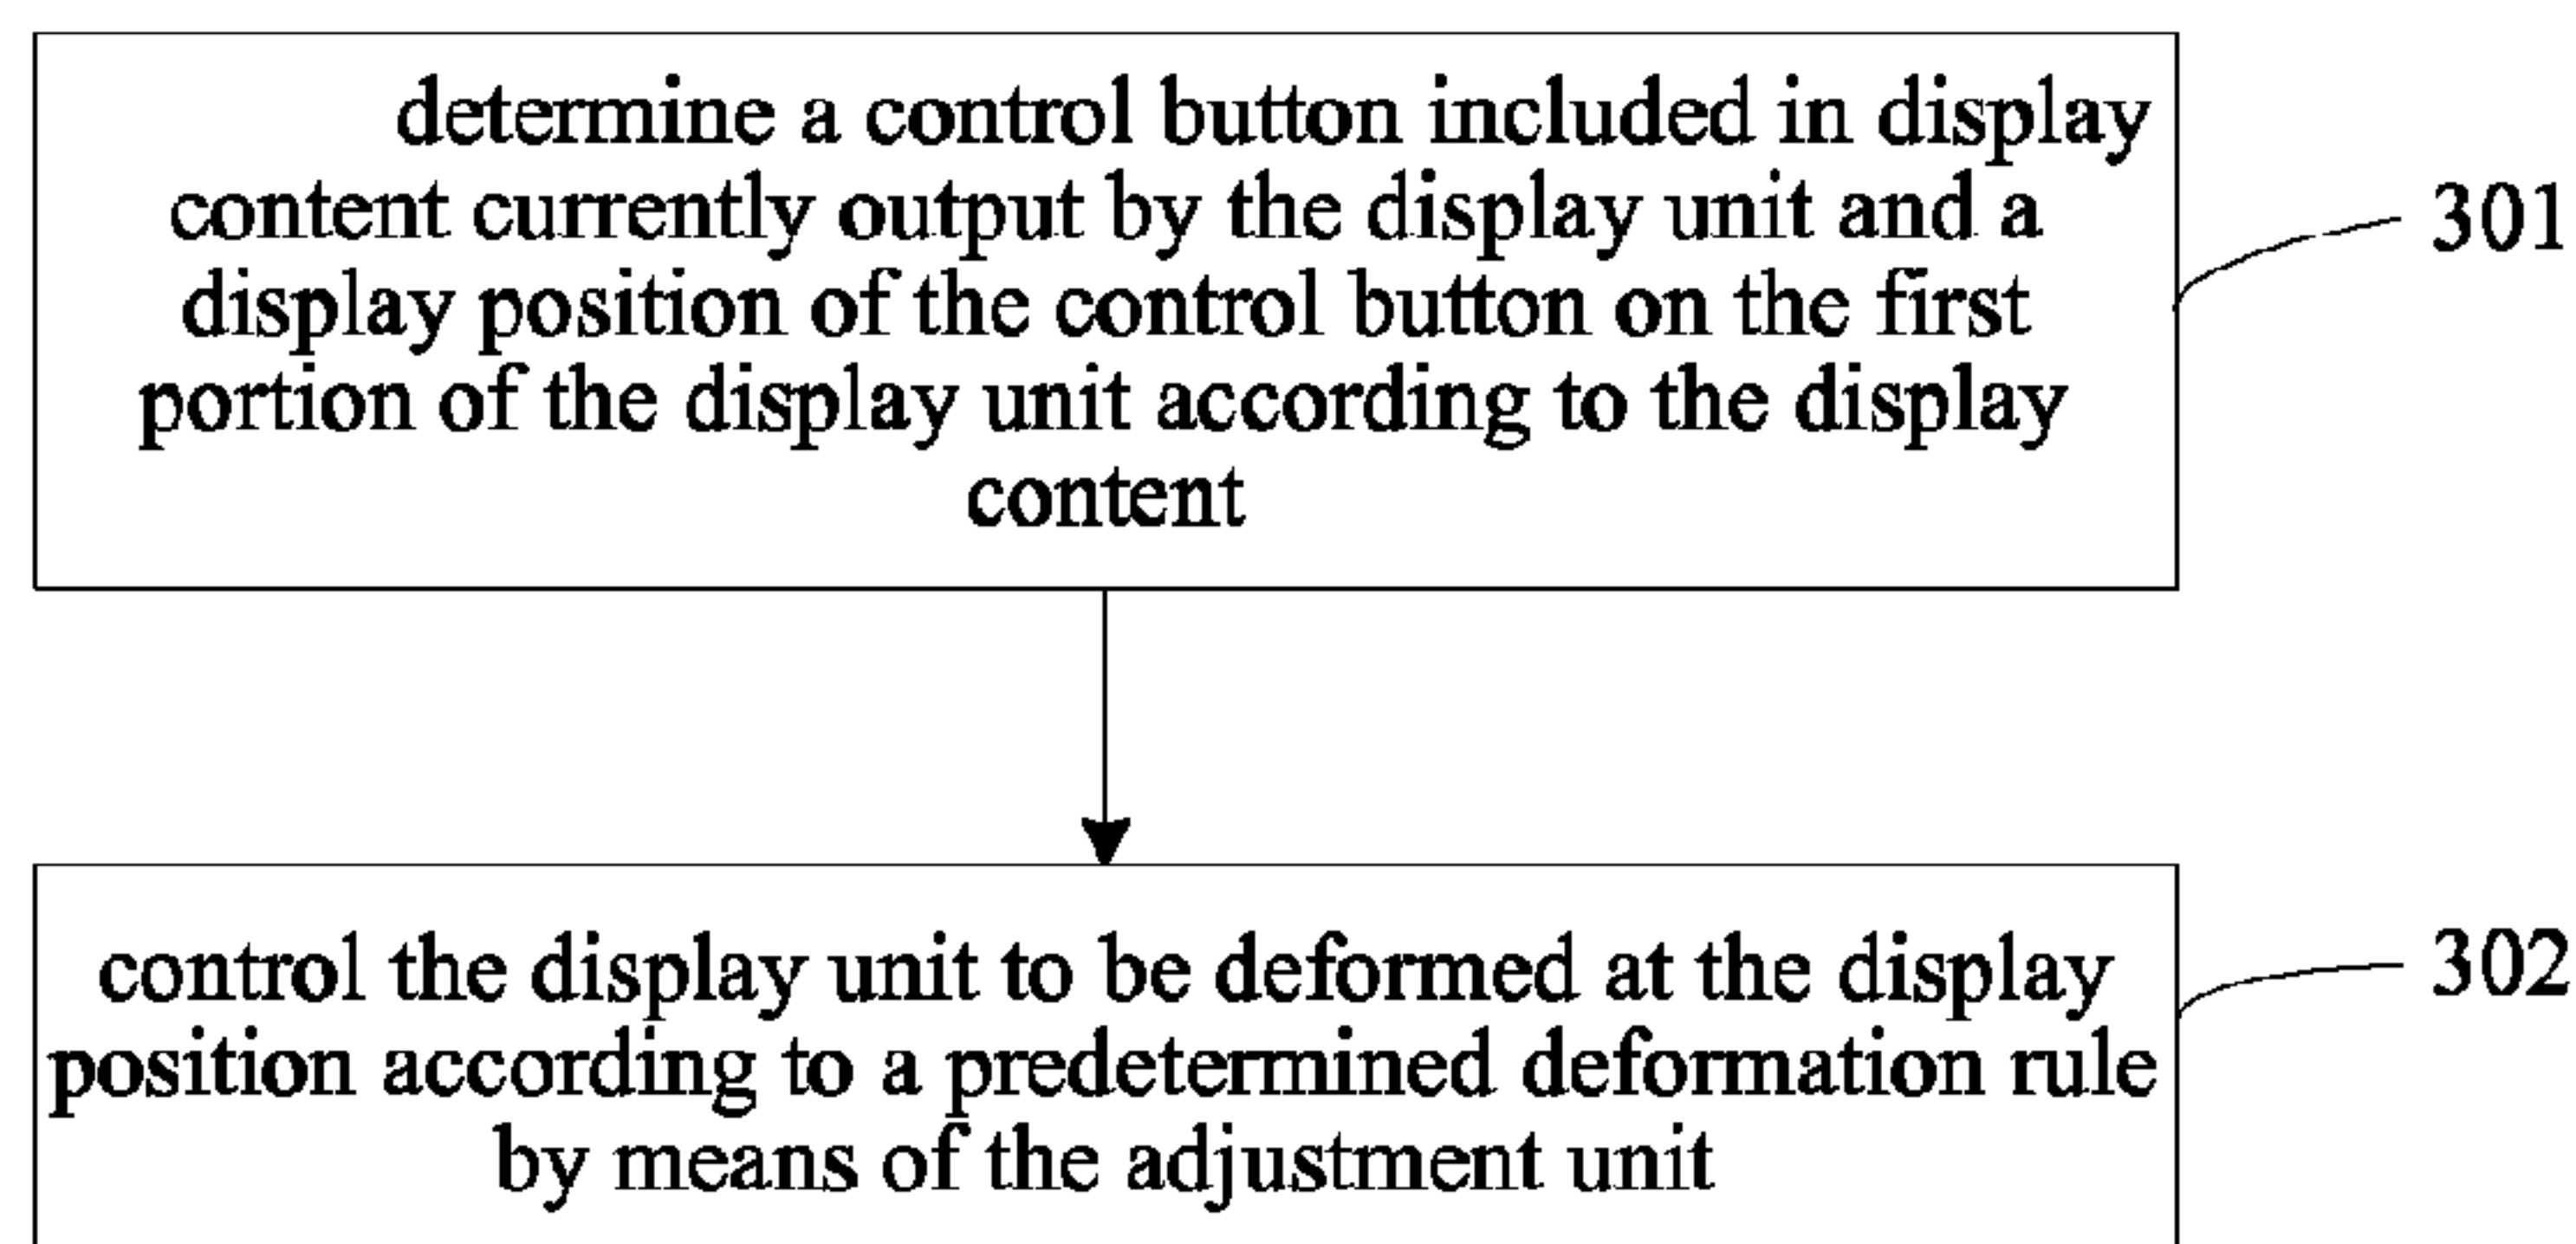 determine a control button included in display
content currently output by the display unit and a
display position of the control button on the first
portion of the display unit according to the display
content
301
control the display unit to be deformed at the display
position according to a predetermined deformation rule
by means of the adjustment unit
302